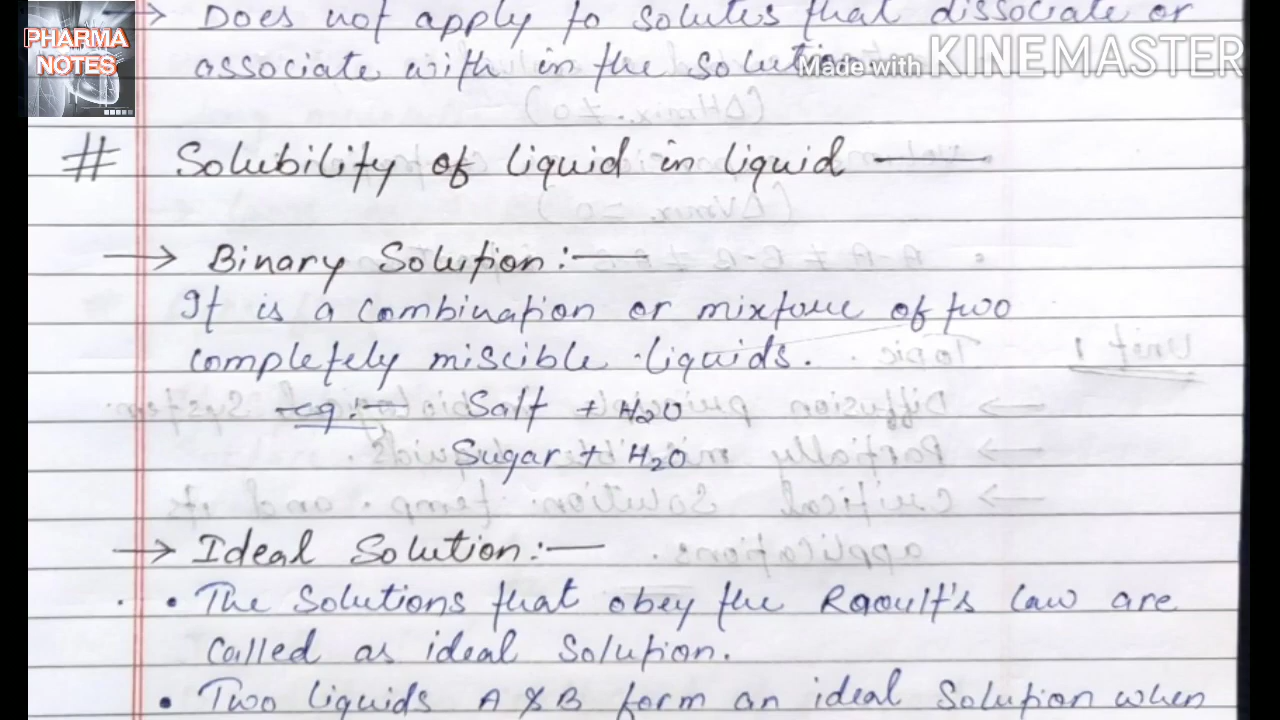 → Does not apply to solutes that dissociate or
PHARMA
NOTES
associate with in the solution
Made with KINEMASTER
# Solubility of liquid in liquid —
→ Binary Solution:—
It is a combination or mixture of two
completely miscible liquids.
eg:- Salt + H2O
Sugar + H2O
→ Ideal Solution:—
• The Solutions that obey the Raoult's law are
called as ideal Solution.
• Two liquids A & B form an ideal Solution when